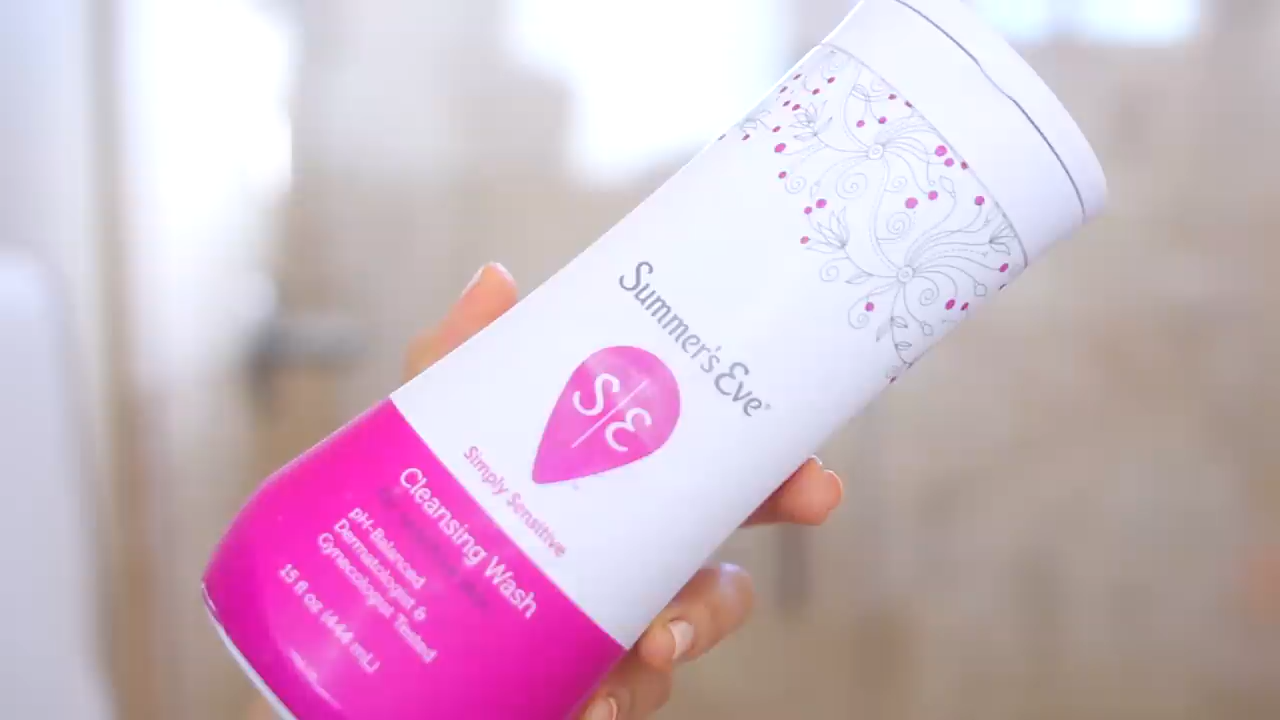 Summer's Eve®
S|E
Simply Sensitive
Cleansing Wash
pH-Balanced
Dermatologist &
Gynecologist Tested
15 fl oz (444 mL)